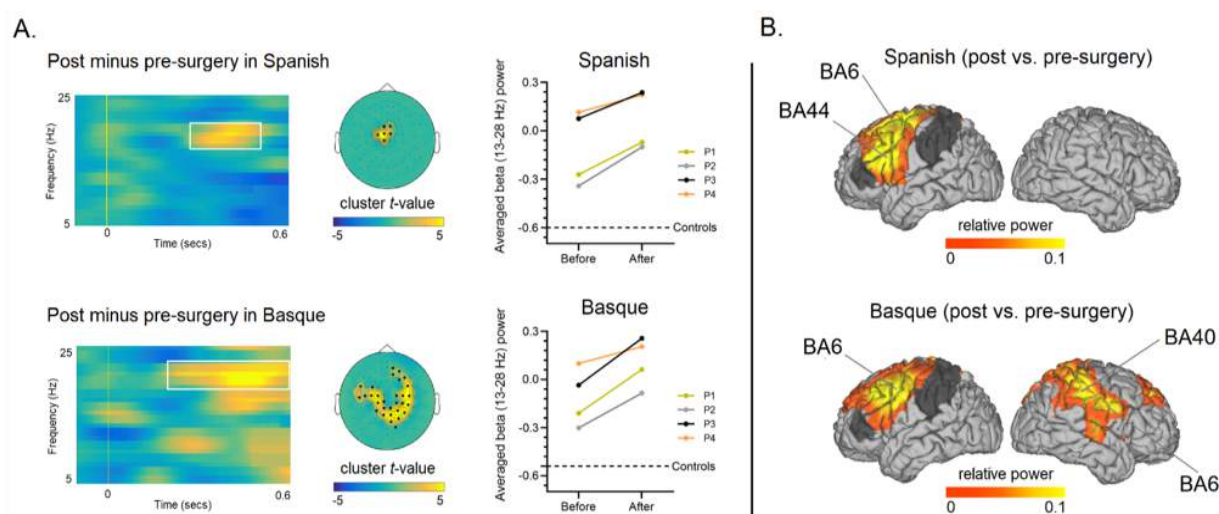 A.
Post minus pre-surgery in Spanish
25
Frequency (Hz)
5
0
0.6
Time (secs)
cluster t-value
-5
5
Spanish
Averaged beta (13-28 Hz) power
0.3
0.0
-0.3
-0.6
P1
P2
P3
P4
Controls
Before
After
Post minus pre-surgery in Basque
25
Frequency (Hz)
5
0
0.6
Time (secs)
cluster t-value
-5
5
Basque
Averaged beta (13-28 Hz) power
0.3
0.0
-0.3
-0.6
P1
P2
P3
P4
Controls
Before
After
B.
Spanish (post vs. pre-surgery)
BA6
BA44
relative power
0
0.1
Basque (post vs. pre-surgery)
BA6
BA40
BA6
relative power
0
0.1